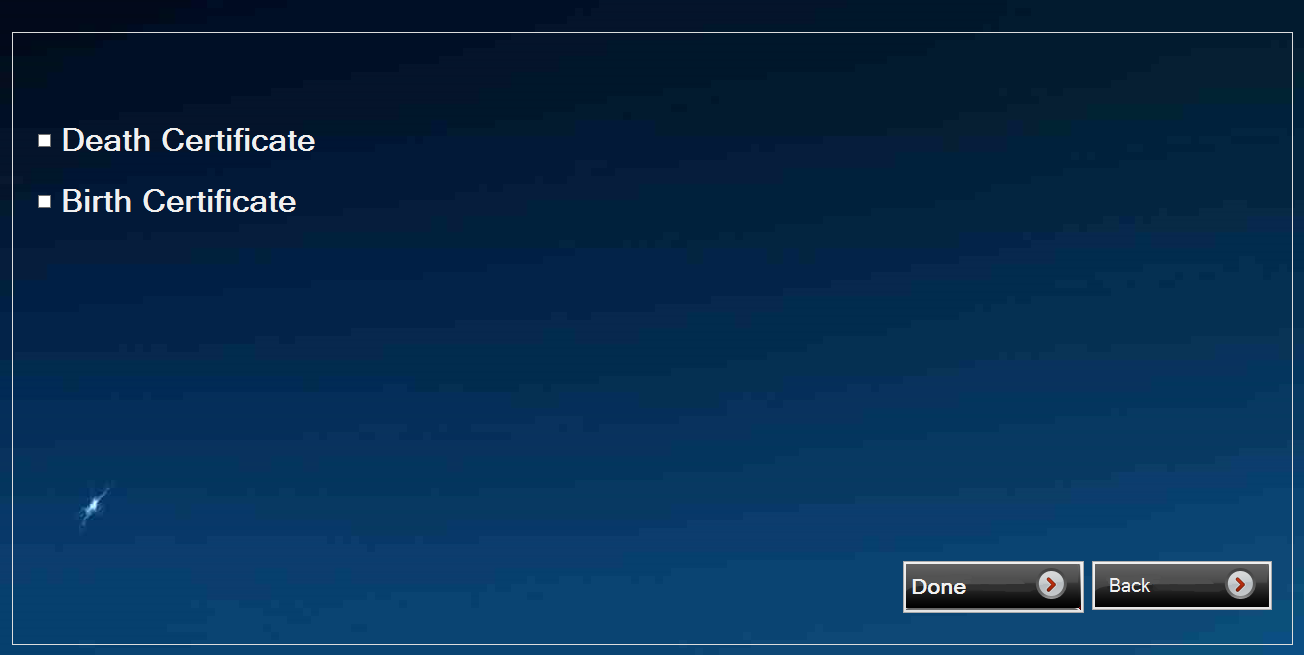 Death Certificate
Birth Certificate
Done
Back